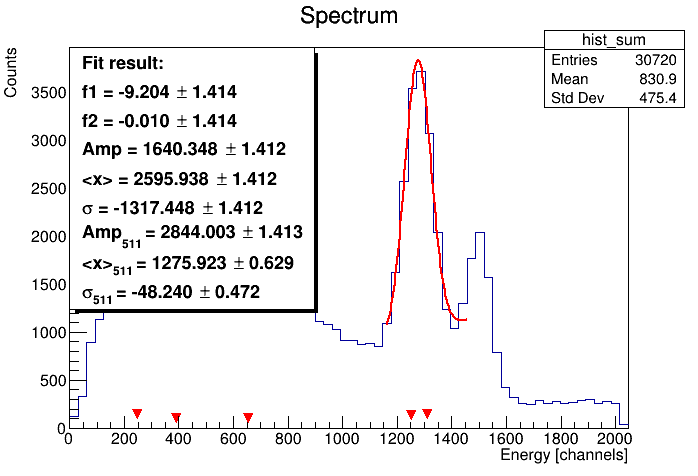 Spectrum
hist_sum
Entries 30720
Mean 830.9
Std Dev 475.4
Counts
Fit result:
f1 = -9.204 ± 1.414
f2 = -0.010 ± 1.414
Amp = 1640.348 ± 1.412
<x> = 2595.938 ± 1.412
σ = -1317.448 ± 1.412
Amp511 = 2844.003 ± 1.413
<x>511 = 1275.923 ± 0.629
σ511 = -48.240 ± 0.472
3500
3000
2500
2000
1500
1000
500
0
0 200 400 600 800 1000 1200 1400 1600 1800 2000
Energy [channels]